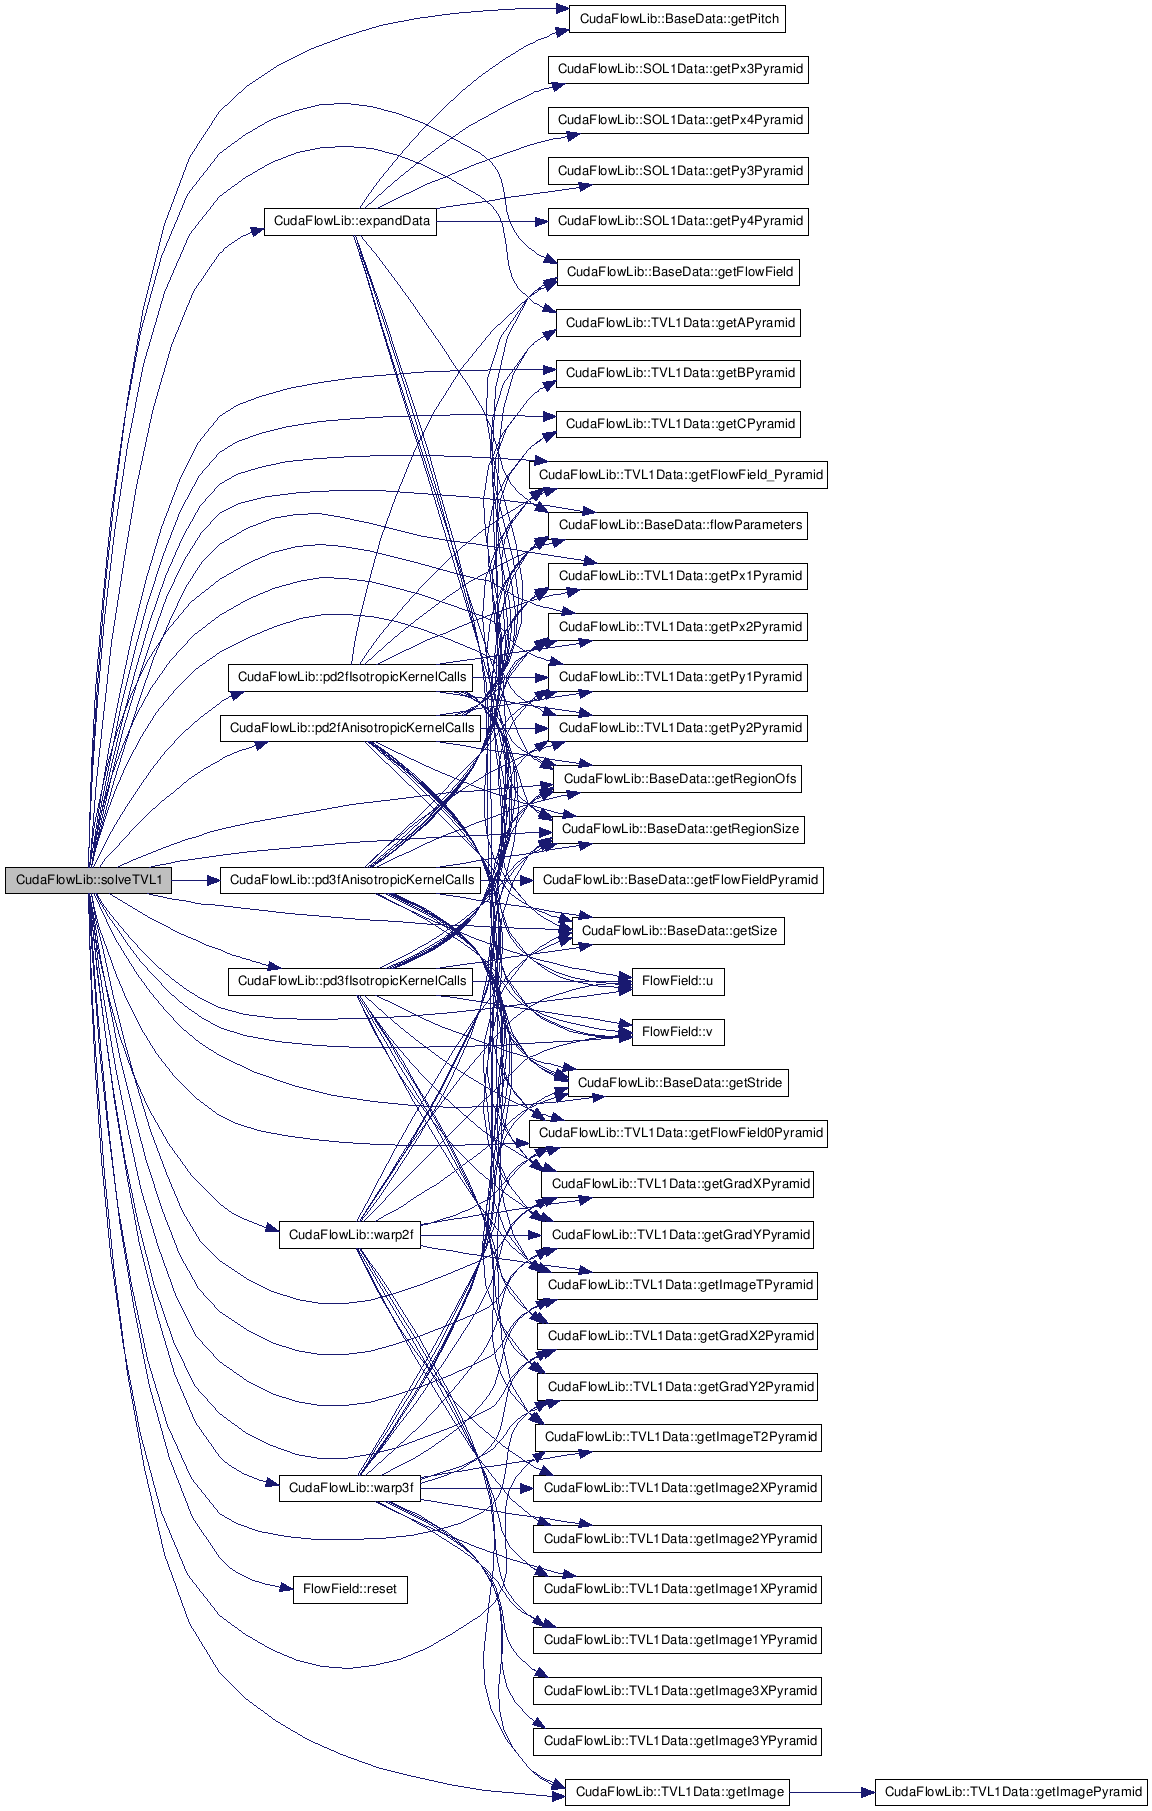 CudaFlowLib::BaseData::getPitch
CudaFlowLib::SOL1Data::getPx3Pyramid
CudaFlowLib::SOL1Data::getPx4Pyramid
CudaFlowLib::SOL1Data::getPy3Pyramid
CudaFlowLib::expandData
CudaFlowLib::SOL1Data::getPy4Pyramid
CudaFlowLib::BaseData::getFlowField
CudaFlowLib::TVL1Data::getAPyramid
CudaFlowLib::TVL1Data::getBPyramid
CudaFlowLib::TVL1Data::getCPyramid
CudaFlowLib::TVL1Data::getFlowField_Pyramid
CudaFlowLib::BaseData::flowParameters
CudaFlowLib::TVL1Data::getPx1Pyramid
CudaFlowLib::TVL1Data::getPx2Pyramid
CudaFlowLib::pd2fIsotropicKernelCalls
CudaFlowLib::TVL1Data::getPy1Pyramid
CudaFlowLib::pd2fAnisotropicKernelCalls
CudaFlowLib::TVL1Data::getPy2Pyramid
CudaFlowLib::BaseData::getRegionOfs
CudaFlowLib::BaseData::getRegionSize
CudaFlowLib::solveTVL1
CudaFlowLib::pd3fAnisotropicKernelCalls
CudaFlowLib::BaseData::getFlowFieldPyramid
CudaFlowLib::BaseData::getSize
CudaFlowLib::pd3fIsotropicKernelCalls
FlowField::u
FlowField::v
CudaFlowLib::BaseData::getStride
CudaFlowLib::TVL1Data::getFlowField0Pyramid
CudaFlowLib::TVL1Data::getGradXPyramid
CudaFlowLib::warp2f
CudaFlowLib::TVL1Data::getGradYPyramid
CudaFlowLib::TVL1Data::getImageTPyramid
CudaFlowLib::TVL1Data::getGradX2Pyramid
CudaFlowLib::TVL1Data::getGradY2Pyramid
CudaFlowLib::TVL1Data::getImageT2Pyramid
CudaFlowLib::warp3f
CudaFlowLib::TVL1Data::getImage2XPyramid
CudaFlowLib::TVL1Data::getImage2YPyramid
FlowField::reset
CudaFlowLib::TVL1Data::getImage1XPyramid
CudaFlowLib::TVL1Data::getImage1YPyramid
CudaFlowLib::TVL1Data::getImage3XPyramid
CudaFlowLib::TVL1Data::getImage3YPyramid
CudaFlowLib::TVL1Data::getImage
CudaFlowLib::TVL1Data::getImagePyramid